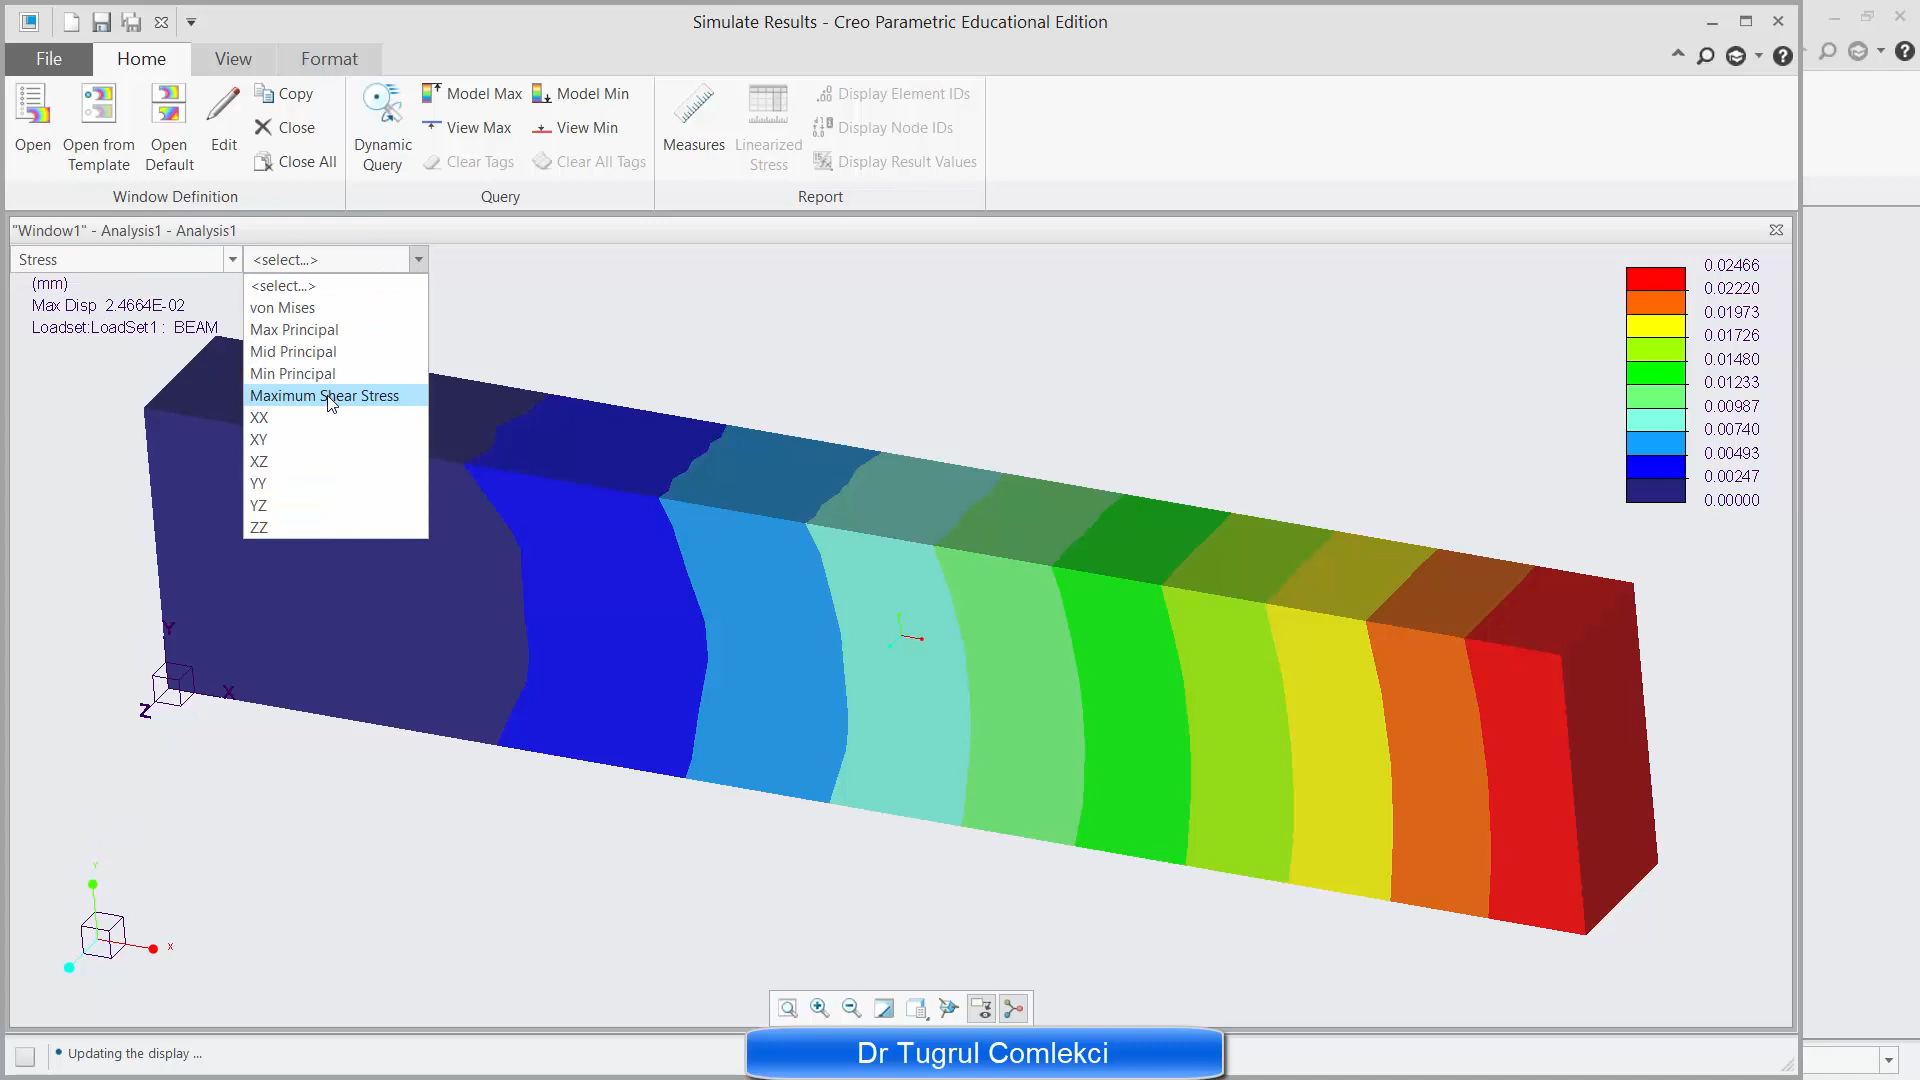 Simulate Results - Creo Parametric Educational Edition
File
Home
View
Format
Open
Open from
Template
Open
Default
Edit
Copy
Close
Close All
Window Definition
Dynamic
Query
Model Max
Model Min
View Max
View Min
Clear Tags
Clear All Tags
Query
Measures
Linearized
Stress
Display Element IDs
Display Node IDs
Display Result Values
Report
"Window1" - Analysis1 - Analysis1
Stress
<select...>
(mm)
Max Disp 2.4664E-02
Loadset:LoadSet1 : BEAM
<select...>
von Mises
Max Principal
Mid Principal
Min Principal
Maximum Shear Stress
XX
XY
XZ
YY
YZ
ZZ
0.02466
0.02220
0.01973
0.01726
0.01480
0.01233
0.00987
0.00740
0.00493
0.00247
0.00000
Y
X
Z
Y
X
Updating the display ...
Dr Tugrul Comlekci